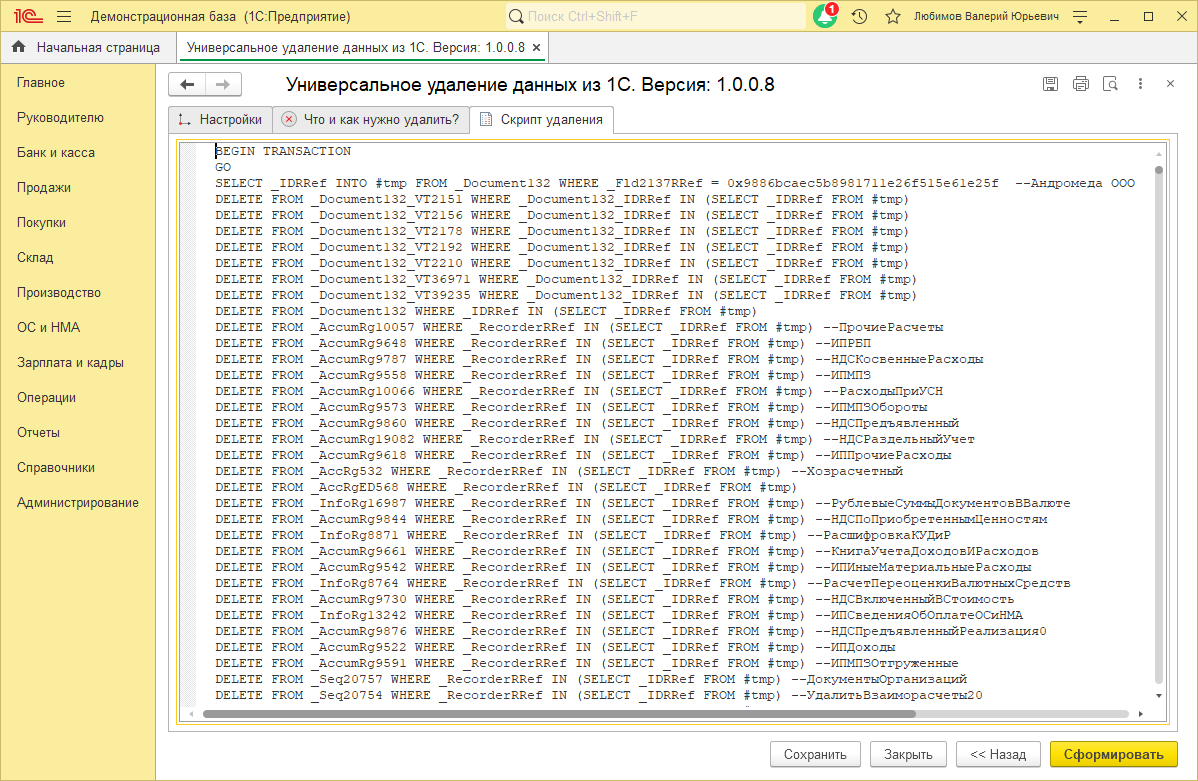 1С Демонстрационная база (1С:Предприятие) Поиск Ctrl+Shift+F 1 Любимов Валерий Юрьевич
Начальная страница Универсальное удаление данных из 1С. Версия: 1.0.0.8 ×
Главное
Руководителю
Банк и касса
Продажи
Покупки
Склад
Производство
ОС и НМА
Зарплата и кадры
Операции
Отчеты
Справочники
Администрирование
Универсальное удаление данных из 1С. Версия: 1.0.0.8
Настройки Что и как нужно удалить? Скрипт удаления
BEGIN TRANSACTION
GO
SELECT _IDRRef INTO #tmp FROM _Document132 WHERE _Fld2137RRef = 0x9886bcaec5b8981711e26f515e61e25f --Андромеда ООО
DELETE FROM _Document132_VT2151 WHERE _Document132_IDRRef IN (SELECT _IDRRef FROM #tmp)
DELETE FROM _Document132_VT2156 WHERE _Document132_IDRRef IN (SELECT _IDRRef FROM #tmp)
DELETE FROM _Document132_VT2178 WHERE _Document132_IDRRef IN (SELECT _IDRRef FROM #tmp)
DELETE FROM _Document132_VT2192 WHERE _Document132_IDRRef IN (SELECT _IDRRef FROM #tmp)
DELETE FROM _Document132_VT2210 WHERE _Document132_IDRRef IN (SELECT _IDRRef FROM #tmp)
DELETE FROM _Document132_VT36971 WHERE _Document132_IDRRef IN (SELECT _IDRRef FROM #tmp)
DELETE FROM _Document132_VT39235 WHERE _Document132_IDRRef IN (SELECT _IDRRef FROM #tmp)
DELETE FROM _Document132 WHERE _IDRRef IN (SELECT _IDRRef FROM #tmp)
DELETE FROM _AccumRg10057 WHERE _RecorderRRef IN (SELECT _IDRRef FROM #tmp) --ПрочиеРасчеты
DELETE FROM _AccumRg9648 WHERE _RecorderRRef IN (SELECT _IDRRef FROM #tmp) --ИПРБП
DELETE FROM _AccumRg9787 WHERE _RecorderRRef IN (SELECT _IDRRef FROM #tmp) --НДСКосвенныеРасходы
DELETE FROM _AccumRg9558 WHERE _RecorderRRef IN (SELECT _IDRRef FROM #tmp) --ИПМПЗ
DELETE FROM _AccumRg10066 WHERE _RecorderRRef IN (SELECT _IDRRef FROM #tmp) --РасходыПриУСН
DELETE FROM _AccumRg9573 WHERE _RecorderRRef IN (SELECT _IDRRef FROM #tmp) --ИПМПЗОбороты
DELETE FROM _AccumRg9860 WHERE _RecorderRRef IN (SELECT _IDRRef FROM #tmp) --НДСПредъявленный
DELETE FROM _AccumRg19082 WHERE _RecorderRRef IN (SELECT _IDRRef FROM #tmp) --НДСРаздельныйУчет
DELETE FROM _AccumRg9618 WHERE _RecorderRRef IN (SELECT _IDRRef FROM #tmp) --ИППрочиеРасходы
DELETE FROM _AccRg532 WHERE _RecorderRRef IN (SELECT _IDRRef FROM #tmp) --Хозрасчетный
DELETE FROM _AccRgED568 WHERE _RecorderRRef IN (SELECT _IDRRef FROM #tmp)
DELETE FROM _InfoRg16987 WHERE _RecorderRRef IN (SELECT _IDRRef FROM #tmp) --РублевыеСуммыДокументовВВалюте
DELETE FROM _AccumRg9844 WHERE _RecorderRRef IN (SELECT _IDRRef FROM #tmp) --НДСПоПриобретеннымЦенностям
DELETE FROM _InfoRg8871 WHERE _RecorderRRef IN (SELECT _IDRRef FROM #tmp) --РасшифровкаКУДиР
DELETE FROM _AccumRg9661 WHERE _RecorderRRef IN (SELECT _IDRRef FROM #tmp) --КнигаУчетаДоходовИРасходов
DELETE FROM _AccumRg9542 WHERE _RecorderRRef IN (SELECT _IDRRef FROM #tmp) --ИПИныеМатериальныеРасходы
DELETE FROM _InfoRg8764 WHERE _RecorderRRef IN (SELECT _IDRRef FROM #tmp) --РасчетПереоценкиВалютныхСредств
DELETE FROM _AccumRg9730 WHERE _RecorderRRef IN (SELECT _IDRRef FROM #tmp) --НДСВключенныйВСтоимость
DELETE FROM _InfoRg13242 WHERE _RecorderRRef IN (SELECT _IDRRef FROM #tmp) --ИПСведенияОбОплатеОСиНМА
DELETE FROM _AccumRg9876 WHERE _RecorderRRef IN (SELECT _IDRRef FROM #tmp) --НДСПредъявленныйРеализация0
DELETE FROM _AccumRg9522 WHERE _RecorderRRef IN (SELECT _IDRRef FROM #tmp) --ИПДоходы
DELETE FROM _AccumRg9591 WHERE _RecorderRRef IN (SELECT _IDRRef FROM #tmp) --ИПМПЗОтгруженные
DELETE FROM _Seq20757 WHERE _RecorderRRef IN (SELECT _IDRRef FROM #tmp) --ДокументыОрганизаций
DELETE FROM _Seq20754 WHERE _RecorderRRef IN (SELECT _IDRRef FROM #tmp) --УдалитьВзаиморасчеты20
Сохранить Закрыть << Назад Сформировать